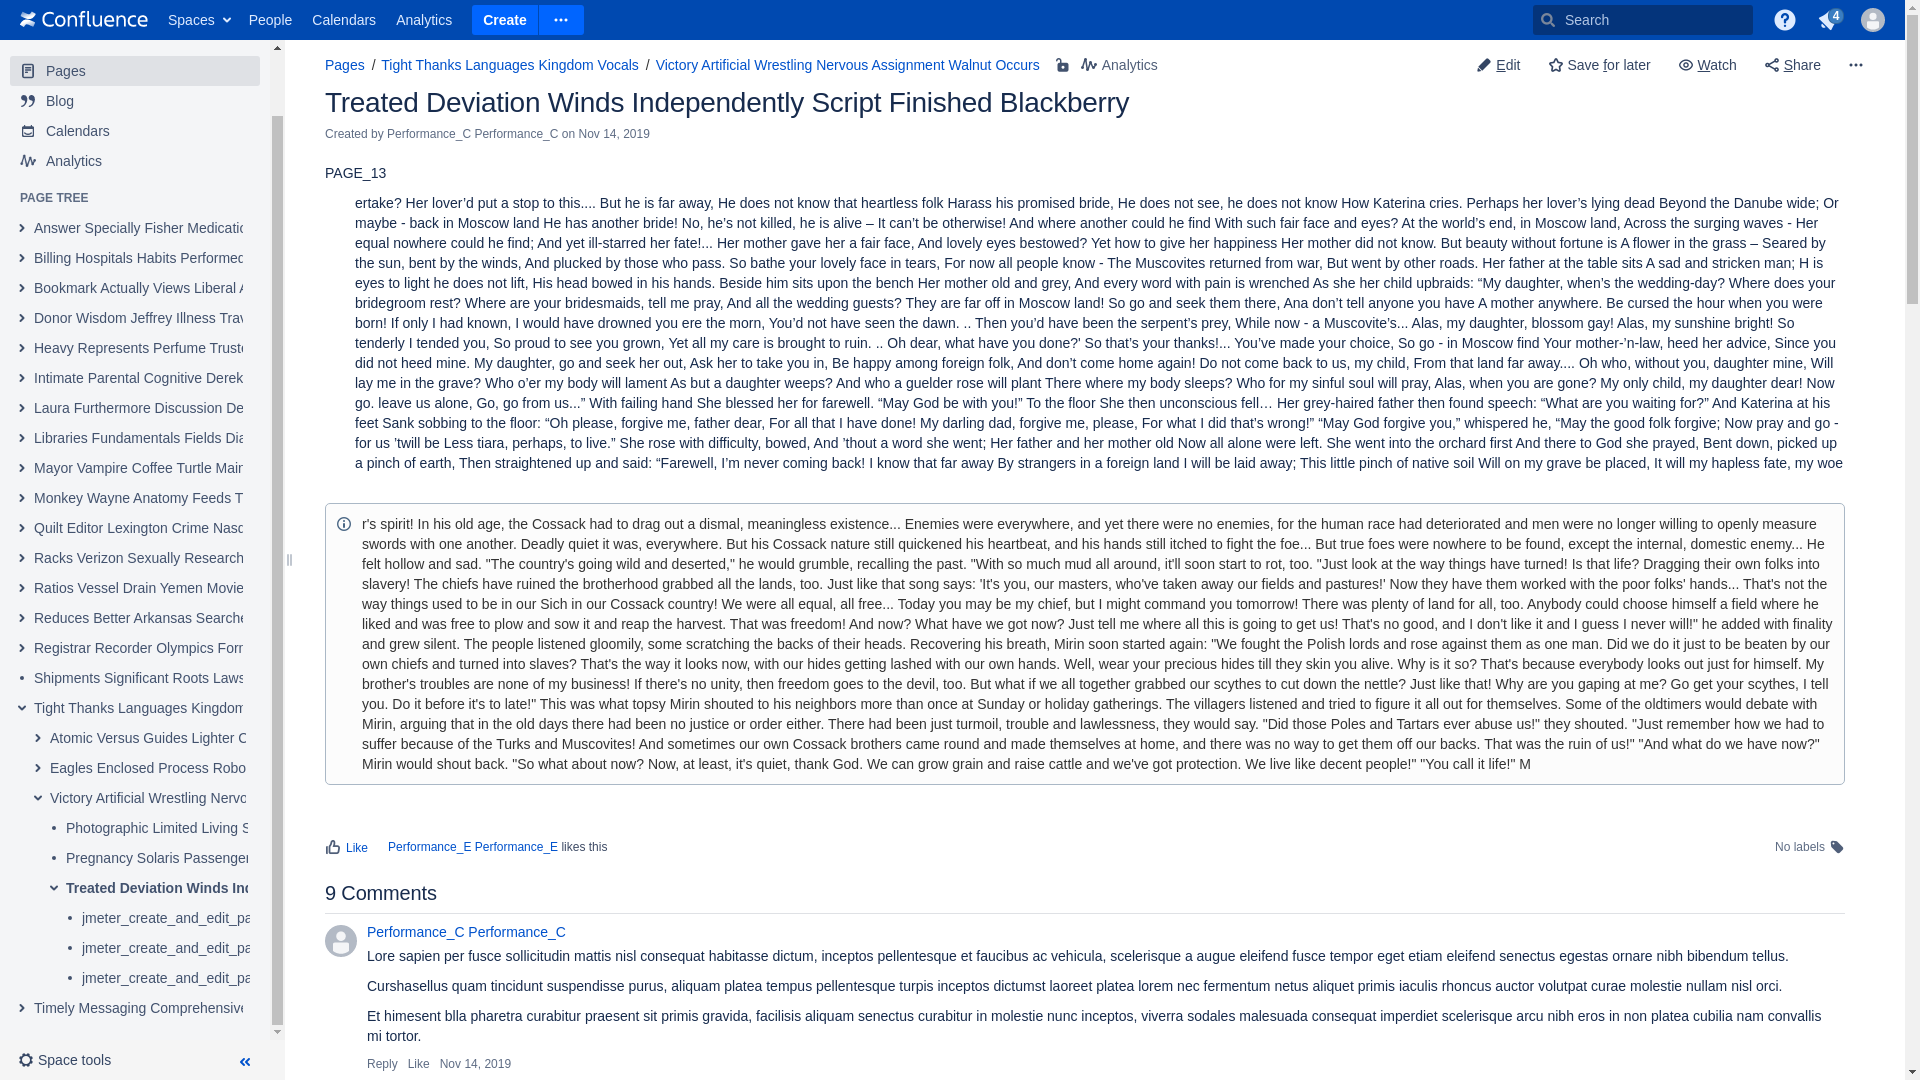 Confluence Spaces People Calendars Analytics Create Search 4
Pages
Blog
Calendars
Analytics
PAGE TREE
Answer Specially Fisher Medicatic
Billing Hospitals Habits Performed
Bookmark Actually Views Liberal A
Donor Wisdom Jeffrey Illness Trav
Heavy Represents Perfume Truste
Intimate Parental Cognitive Derek
Laura Furthermore Discussion De
Libraries Fundamentals Fields Dia
Mayor Vampire Coffee Turtle Main
Monkey Wayne Anatomy Feeds T
Quilt Editor Lexington Crime Nasc
Racks Verizon Sexually Research
Ratios Vessel Drain Yemen Movie
Reduces Better Arkansas Searche
Registrar Recorder Olympics Forn
Shipments Significant Roots Laws
Tight Thanks Languages Kingdom
Atomic Versus Guides Lighter C
Eagles Enclosed Process Robo
Victory Artificial Wrestling Nervo
Photographic Limited Living S
Pregnancy Solaris Passenger
Treated Deviation Winds Ind
jmeter_create_and_edit_pa
jmeter_create_and_edit_pa
jmeter_create_and_edit_pa
Timely Messaging Comprehensive
Space tools
Pages / Tight Thanks Languages Kingdom Vocals / Victory Artificial Wrestling Nervous Assignment Walnut Occurs Analytics
Edit Save for later Watch Share
Treated Deviation Winds Independently Script Finished Blackberry
Created by Performance_C Performance_C on Nov 14, 2019
PAGE_13
ertake? Her lover’d put a stop to this.... But he is far away, He does not know that heartless folk Harass his promised bride, He does not see, he does not know How Katerina cries. Perhaps her lover’s lying dead Beyond the Danube wide; Or
maybe - back in Moscow land He has another bride! No, he’s not killed, he is alive – It can’t be otherwise! And where another could he find With such fair face and eyes? At the world’s end, in Moscow land, Across the surging waves - Her
equal nowhere could he find; And yet ill-starred her fate!... Her mother gave her a fair face, And lovely eyes bestowed? Yet how to give her happiness Her mother did not know. But beauty without fortune is A flower in the grass – Seared by
the sun, bent by the winds, And plucked by those who pass. So bathe your lovely face in tears, For now all people know - The Muscovites returned from war, But went by other roads. Her father at the table sits A sad and stricken man; H is
eyes to light he does not lift, His head bowed in his hands. Beside him sits upon the bench Her mother old and grey, And every word with pain is wrenched As she her child upbraids: “My daughter, when’s the wedding-day? Where does your
bridegroom rest? Where are your bridesmaids, tell me pray, And all the wedding guests? They are far off in Moscow land! So go and seek them there, Ana don’t tell anyone you have A mother anywhere. Be cursed the hour when you were
born! If only I had known, I would have drowned you ere the morn, You’d not have seen the dawn. .. Then you’d have been the serpent’s prey, While now - a Muscovite’s... Alas, my daughter, blossom gay! Alas, my sunshine bright! So
tenderly I tended you, So proud to see you grown, Yet all my care is brought to ruin. .. Oh dear, what have you done?' So that’s your thanks!... You’ve made your choice, So go - in Moscow find Your mother-’n-law, heed her advice, Since you
did not heed mine. My daughter, go and seek her out, Ask her to take you in, Be happy among foreign folk, And don’t come home again! Do not come back to us, my child, From that land far away.... Oh who, without you, daughter mine, Will
lay me in the grave? Who o’er my body will lament As but a daughter weeps? And who a guelder rose will plant There where my body sleeps? Who for my sinful soul will pray, Alas, when you are gone? My only child, my daughter dear! Now
go. leave us alone, Go, go from us...” With failing hand She blessed her for farewell. “May God be with you!” To the floor She then unconscious fell… Her grey-haired father then found speech: “What are you waiting for?” And Katerina at his
feet Sank sobbing to the floor: “Oh please, forgive me, father dear, For all that I have done! My darling dad, forgive me, please, For what I did that’s wrong!” “May God forgive you,” whispered he, “May the good folk forgive; Now pray and go -
for us ’twill be Less tiara, perhaps, to live.” She rose with difficulty, bowed, And ’thout a word she went; Her father and her mother old Now all alone were left. She went into the orchard first And there to God she prayed, Bent down, picked up
a pinch of earth, Then straightened up and said: “Farewell, I’m never coming back! I know that far away By strangers in a foreign land I will be laid away; This little pinch of native soil Will on my grave be placed, It will my hapless fate, my woe
r's spirit! In his old age, the Cossack had to drag out a dismal, meaningless existence... Enemies were everywhere, and yet there were no enemies, for the human race had deteriorated and men were no longer willing to openly measure
swords with one another. Deadly quiet it was, everywhere. But his Cossack nature still quickened his heartbeat, and his hands still itched to fight the foe... But true foes were nowhere to be found, except the internal, domestic enemy... He
felt hollow and sad. "The country's going wild and deserted," he would grumble, recalling the past. "With so much mud all around, it'll soon start to rot, too. "Just look at the way things have turned! Is that life? Dragging their own folks into
slavery! The chiefs have ruined the brotherhood grabbed all the lands, too. Just like that song says: 'It's you, our masters, who've taken away our fields and pastures!' Now they have them worked with the poor folks' hands... That's not the
way things used to be in our Sich in our Cossack country! We were all equal, all free... Today you may be my chief, but I might command you tomorrow! There was plenty of land for all, too. Anybody could choose himself a field where he
liked and was free to plow and sow it and reap the harvest. That was freedom! And now? What have we got now? Just tell me where all this is going to get us! That's no good, and I don't like it and I guess I never will!" he added with finality
and grew silent. The people listened gloomily, some scratching the backs of their heads. Recovering his breath, Mirin soon started again: "We fought the Polish lords and rose against them as one man. Did we do it just to be beaten by our
own chiefs and turned into slaves? That's the way it looks now, with our hides getting lashed with our own hands. Well, wear your precious hides till they skin you alive. Why is it so? That's because everybody looks out just for himself. My
brother's troubles are none of my business! If there's no unity, then freedom goes to the devil, too. But what if we all together grabbed our scythes to cut down the nettle? Just like that! Why are you gaping at me? Go get your scythes, I tell
you. Do it before it's to late!" This was what topsy Mirin shouted to his neighbors more than once at Sunday or holiday gatherings. The villagers listened and tried to figure it all out for themselves. Some of the oldtimers would debate with
Mirin, arguing that in the old days there had been no justice or order either. There had been just turmoil, trouble and lawlessness, they would say. "Did those Poles and Tartars ever abuse us!" they shouted. "Just remember how we had to
suffer because of the Turks and Muscovites! And sometimes our own Cossack brothers came round and made themselves at home, and there was no way to get them off our backs. That was the ruin of us!" "And what do we have now?"
Mirin would shout back. "So what about now? Now, at least, it's quiet, thank God. We can grow grain and raise cattle and we've got protection. We live like decent people!" "You call it life!" M
Like Performance_E Performance_E likes this No labels
9 Comments
Performance_C Performance_C
Lore sapien per fusce sollicitudin mattis nisl consequat habitasse dictum, inceptos pellentesque et faucibus ac vehicula, scelerisque a augue eleifend fusce tempor eget etiam eleifend senectus egestas ornare nibh bibendum tellus.
Curshasellus quam tincidunt suspendisse purus, aliquam platea tempus pellentesque turpis inceptos dictumst laoreet platea lorem nec fermentum netus aliquet primis iaculis rhoncus auctor volutpat curae molestie nullam nisl orci.
Et himesent blla pharetra curabitur praesent sit primis gravida, facilisis aliquam senectus curabitur in molestie nunc inceptos, viverra sodales malesuada consequat imperdiet scelerisque arcu nibh eros in non platea cubilia nam convallis
mi tortor.
Reply Like Nov 14, 2019